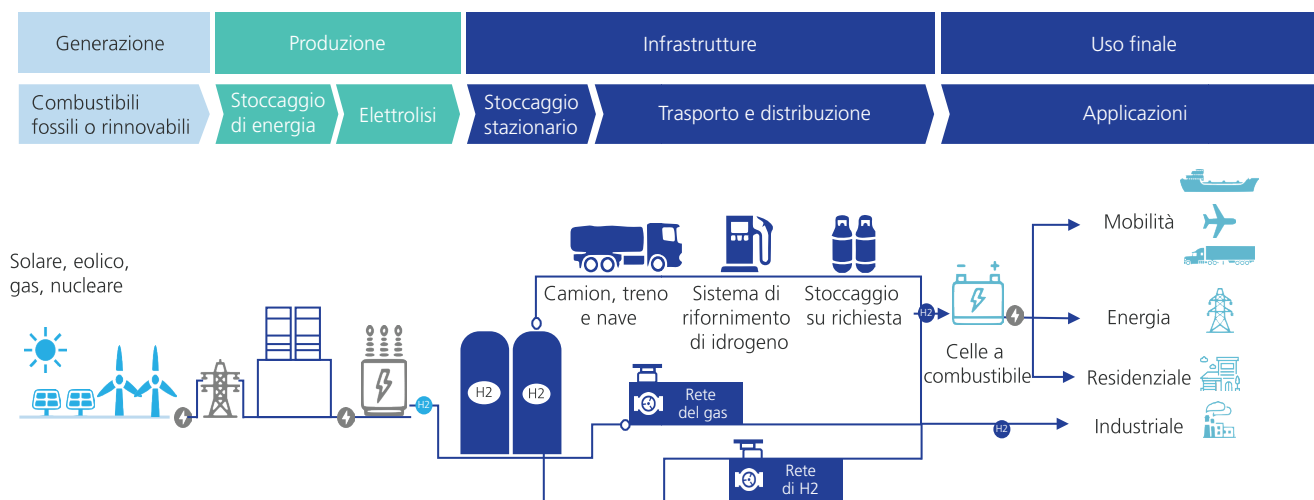 Generazione
Produzione
Infrastrutture
Uso finale
Combustibili
fossili o rinnovabili
Stoccaggio
di energia
Elettrolisi
Stoccaggio
stazionario
Trasporto e distribuzione
Applicazioni
Solare, eolico,
gas, nucleare
H2
H2
H2
Camion, treno
e nave
Sistema di
rifornimento
di idrogeno
Stoccaggio
su richiesta
Rete
del gas
Rete
di H2
H2
Celle a
combustibile
H2
Mobilità
Energia
Residenziale
Industriale